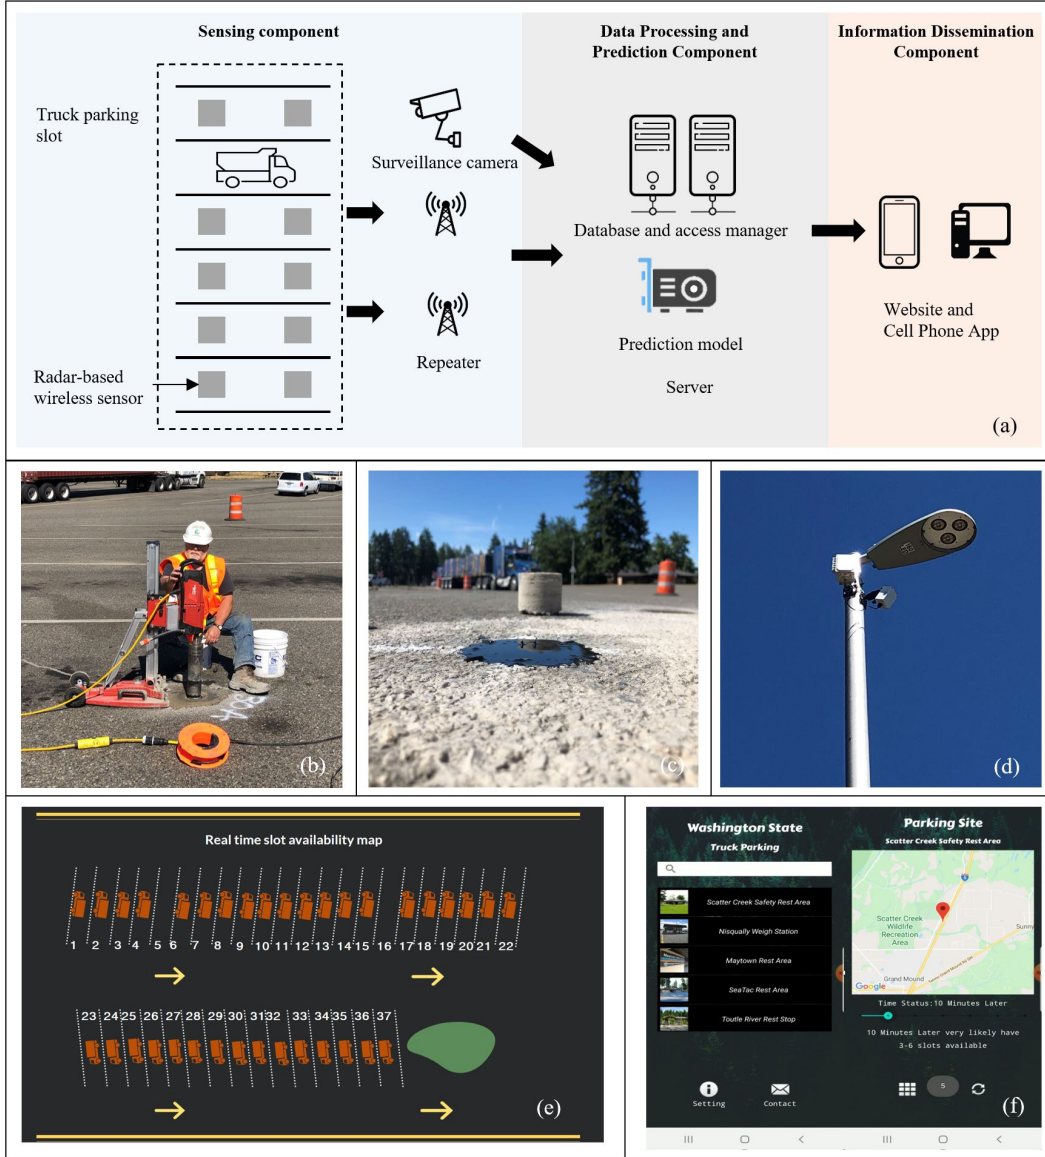 Sensing component
Data Processing and
Prediction Component
Information Dissemination
Component
Truck parking
slot
Surveillance camera
Database and access manager
Repeater
Prediction model
Server
Website and
Cell Phone App
Radar-based
wireless sensor
(a)
(b)
(c)
(d)
Real time slot availability map
1 2 3 4 5 6 7 8 9 10 11 12 13 14 15 16 17 18 19 20 21 22
23 24 25 26 27 28 29 30 31 32 33 34 35 36 37
(e)
Washington State
Truck Parking
Scatter Creek Safety Rest Area
Nisqually Weigh Station
Maytown Rest Area
SeaTac Rest Area
Toutle River Rest Stop
Setting
Contact
Parking Site
Scatter Creek Safety Rest Area
Scatter Creek
Wildlife
Recreation
Area
Sunny
Grand Mound
Google
Time Status:10 Minutes Later
10 Minutes Later very likely have
3-6 slots available
5
(f)